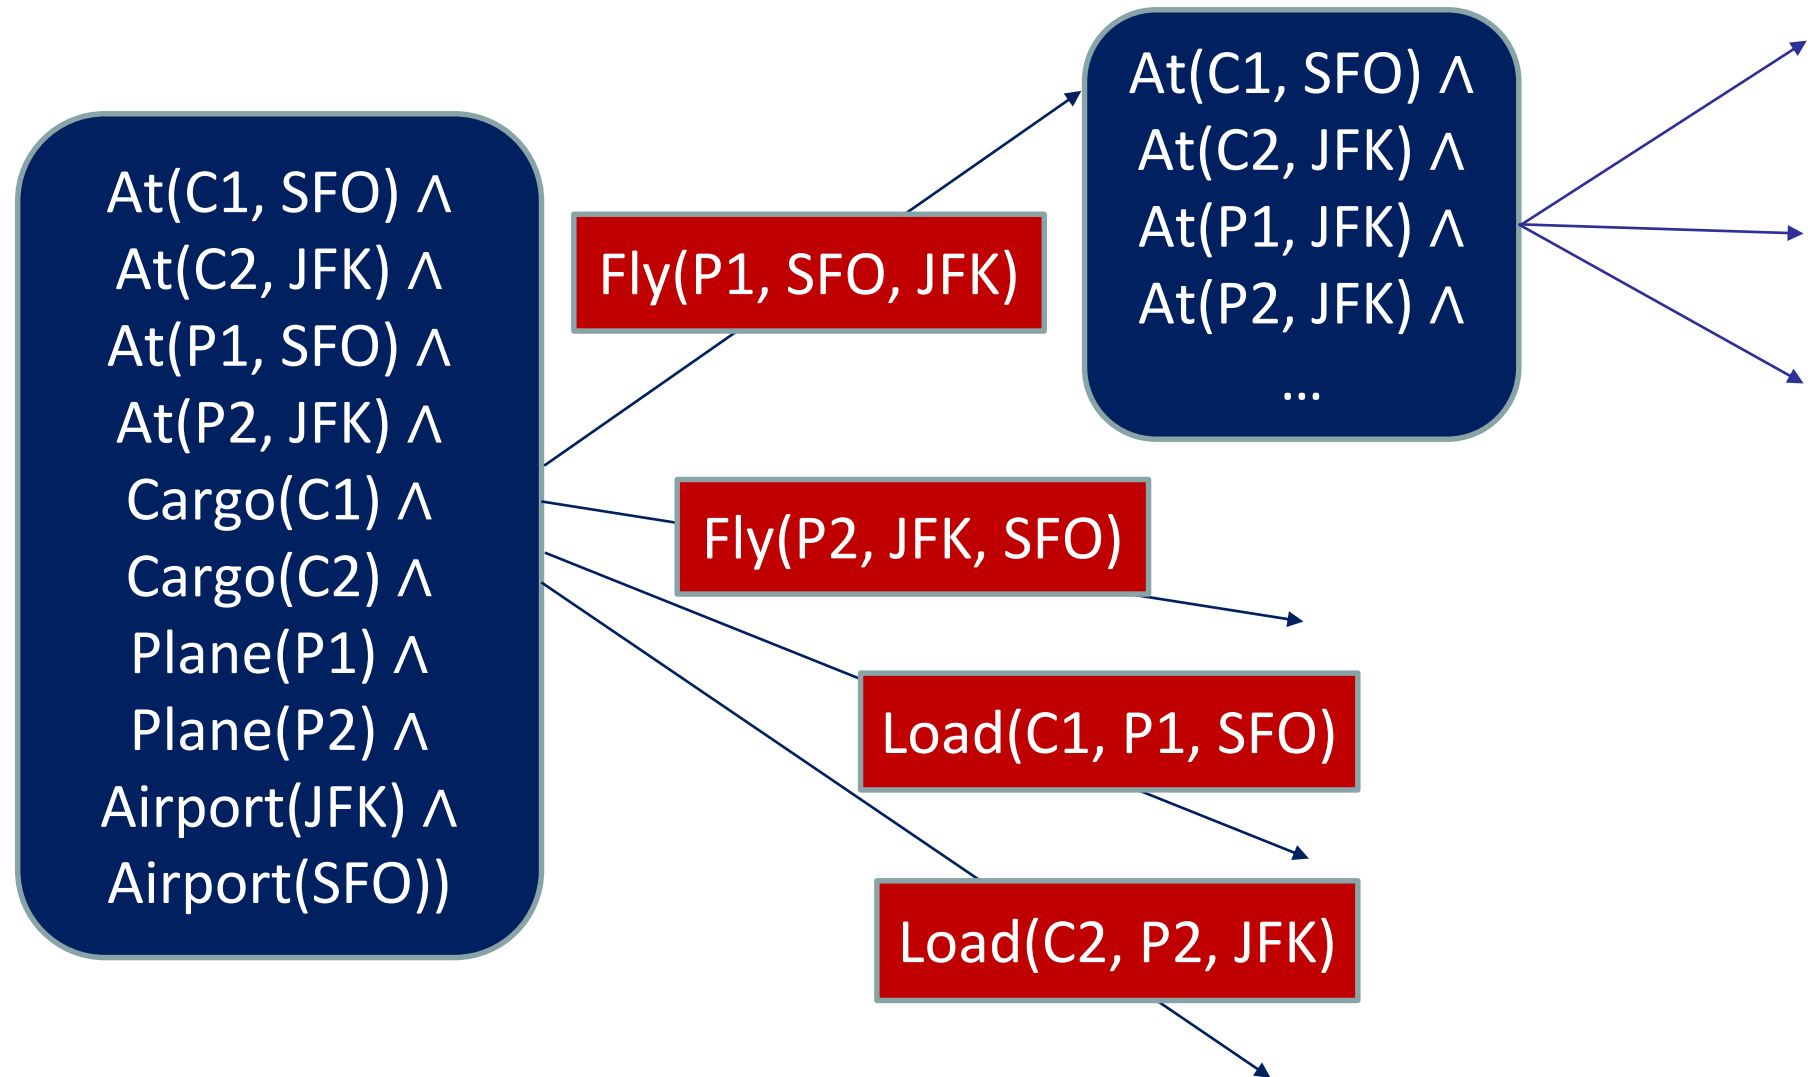 At(C1, SFO) ∧
At(C2, JFK) ∧
At(P1, SFO) ∧
At(P2, JFK) ∧
Cargo(C1) ∧
Cargo(C2) ∧
Plane(P1) ∧
Plane(P2) ∧
Airport(JFK) ∧
Airport(SFO))
Fly(P1, SFO, JFK)
At(C1, SFO) ∧
At(C2, JFK) ∧
At(P1, JFK) ∧
At(P2, JFK) ∧
...
Fly(P2, JFK, SFO)
Load(C1, P1, SFO)
Load(C2, P2, JFK)